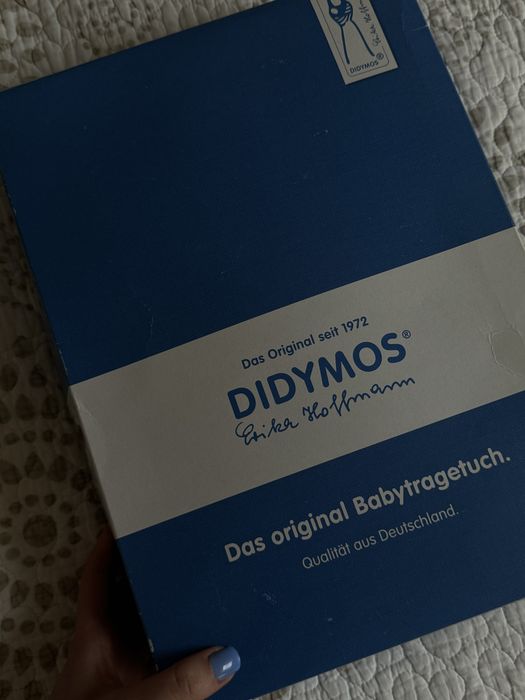 DIDYMOS®
Das Original seit 1972
DIDYMOS®
Erika Hoffmann
Das original Babytragetuch.
Qualität aus Deutschland.